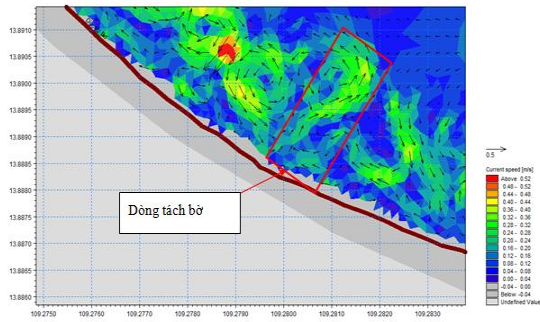 13.8910
13.8905
13.8900
13.8895
13.8890
13.8885
13.8880
13.8875
13.8870
13.8865
13.8860
Dòng tách bờ
109.2750 109.2760 109.2770 109.2780 109.2790 109.2800 109.2810 109.2820 109.2830
0.5
Current speed [m/s]
Above 0.52
0.48 - 0.52
0.44 - 0.48
0.40 - 0.44
0.36 - 0.40
0.32 - 0.36
0.28 - 0.32
0.24 - 0.28
0.20 - 0.24
0.16 - 0.20
0.12 - 0.16
0.08 - 0.12
0.04 - 0.08
0.00 - 0.04
-0.04 - 0.00
Below -0.04
Undefined Value